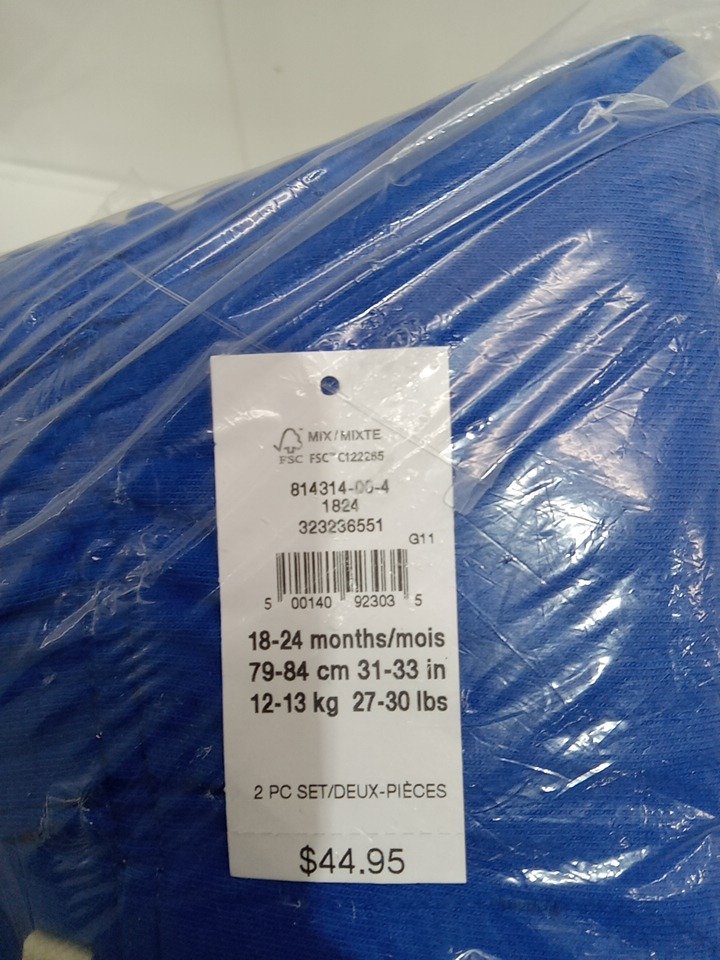 MIX/MIXTE
FSC FSC™ C122265
814314-00-4
1824
323236551
G11
5 00140 92303 5
18-24 months/mois
79-84 cm 31-33 in
12-13 kg 27-30 lbs
2 PC SET/DEUX-PIÈCES
$44.95